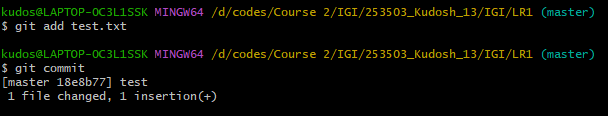 kudos@LAPTOP-OC3L1SSK MINGW64 /d/codes/Course 2/IGI/253503_Kudosh_13/IGI/LR1 (master)
$ git add test.txt
kudos@LAPTOP-OC3L1SSK MINGW64 /d/codes/Course 2/IGI/253503_Kudosh_13/IGI/LR1 (master)
$ git commit
[master 18e8b77] test
 1 file changed, 1 insertion(+)